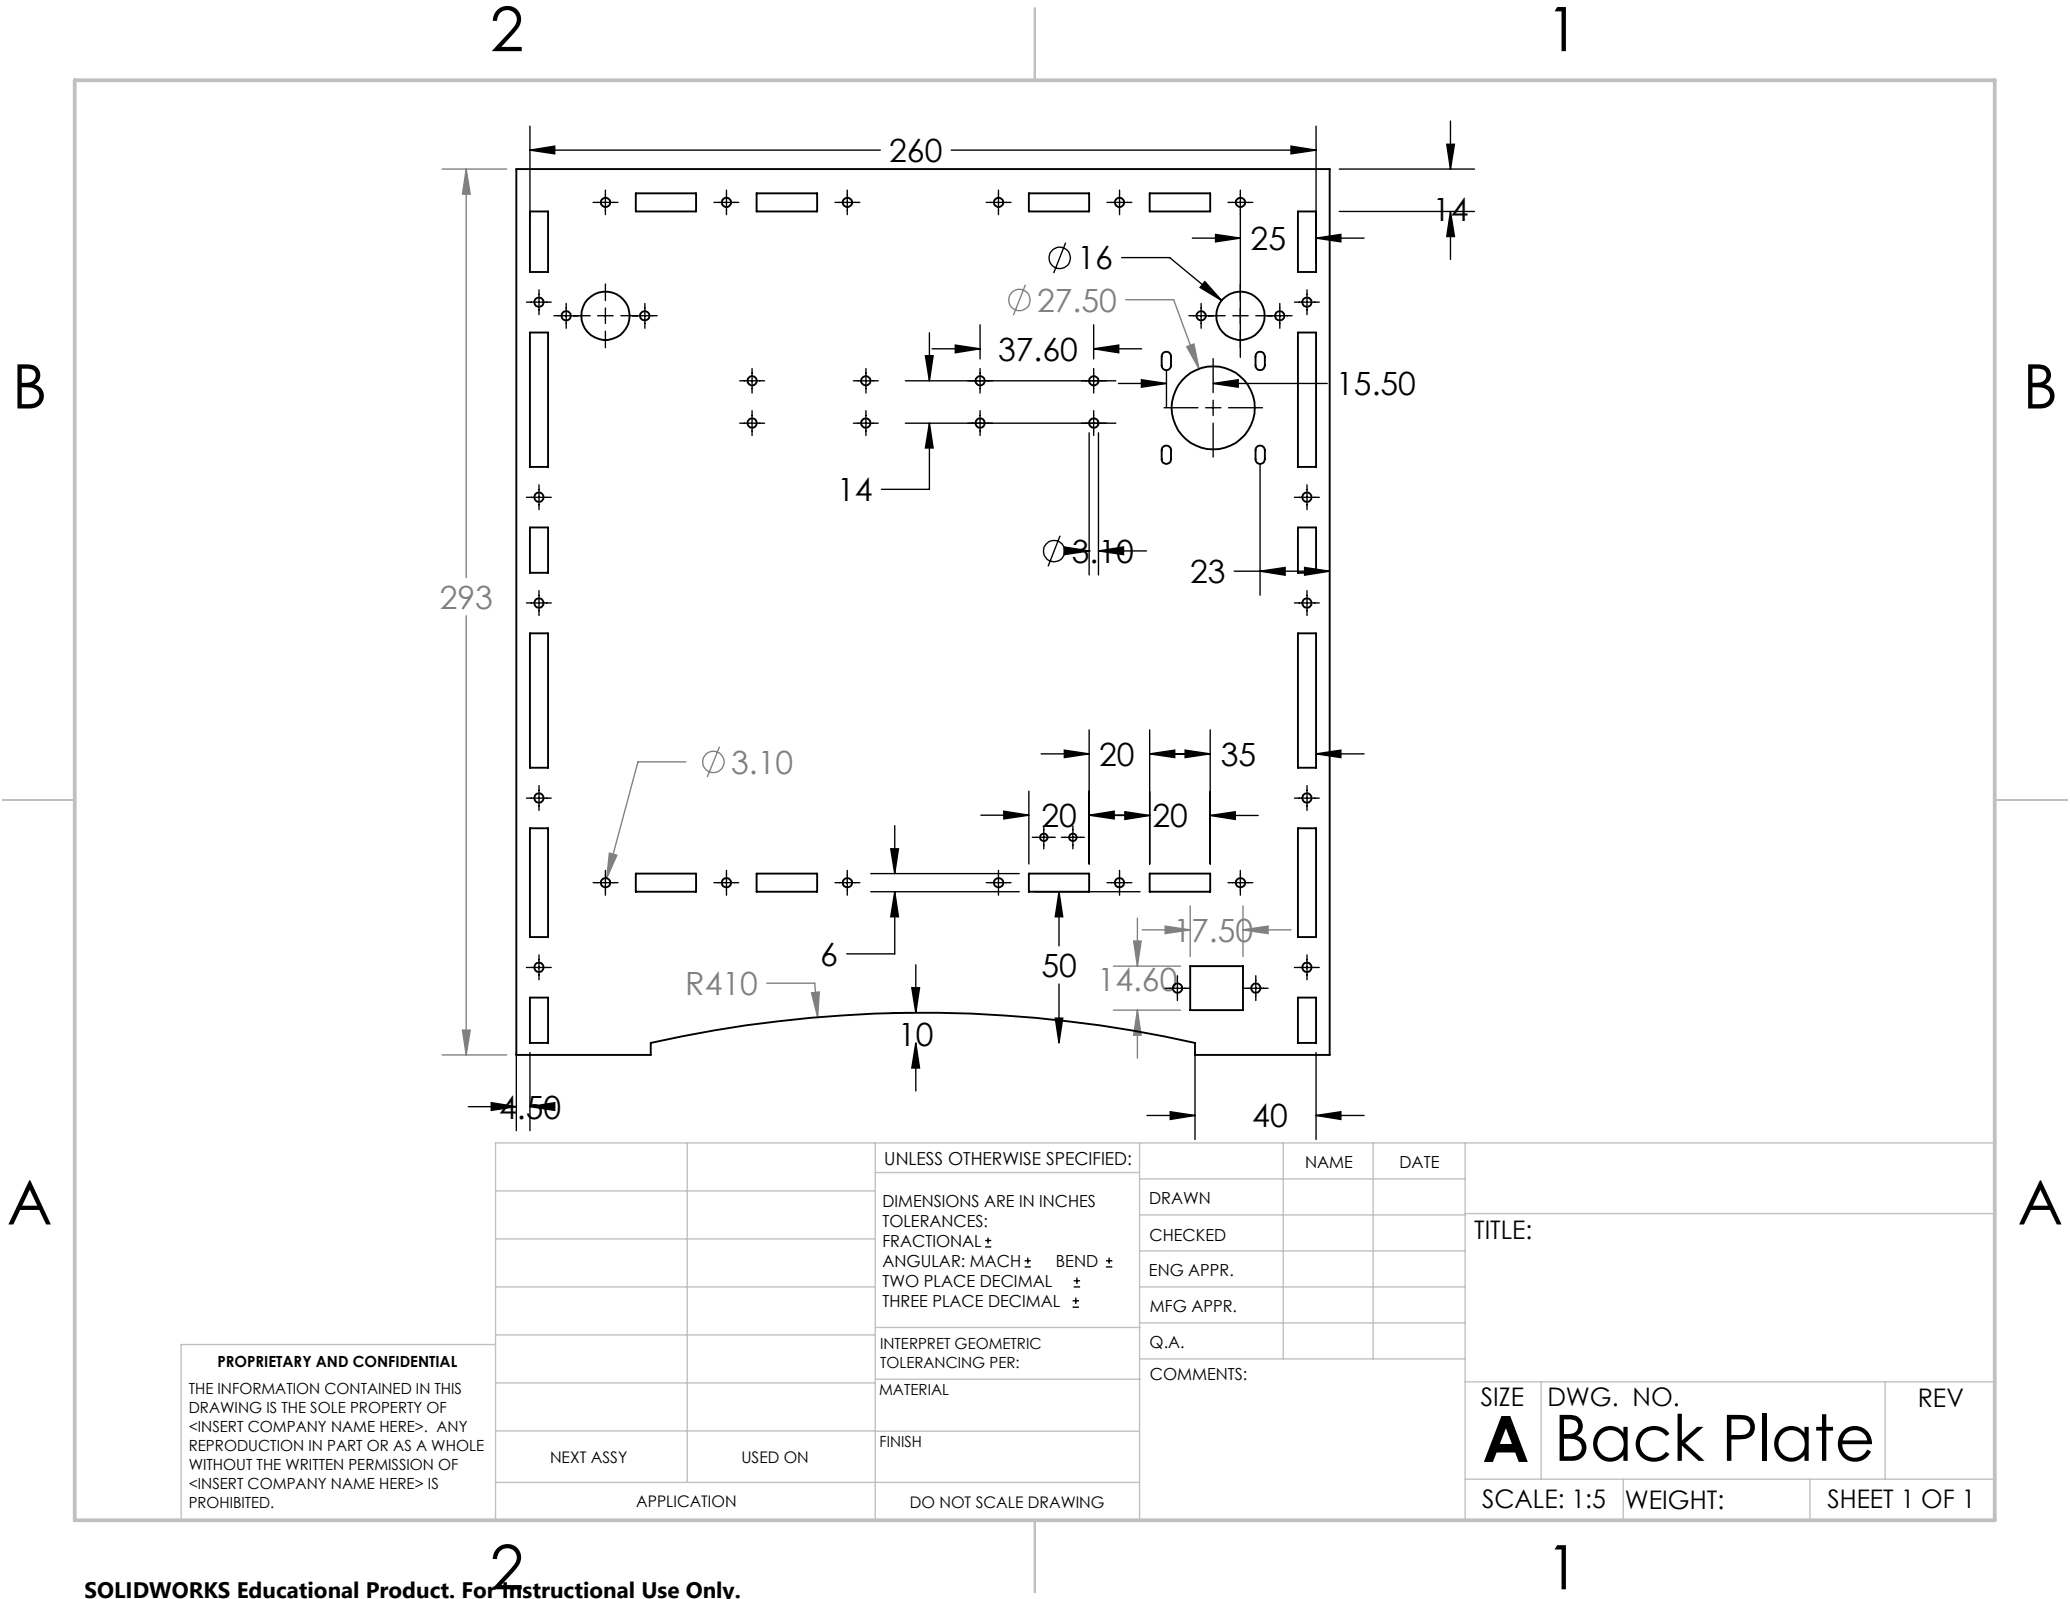 2
1
260
14
25
Ø16
Ø27.50
37.60
B
B
15.50
14
Ø3.10
23
293
Ø3.10
20
35
20
20
17.50
6
50
14.60
R410
10
4.50
40
A
A
UNLESS OTHERWISE SPECIFIED:
DIMENSIONS ARE IN INCHES
TOLERANCES:
FRACTIONAL ±
ANGULAR: MACH ± BEND ±
TWO PLACE DECIMAL ±
THREE PLACE DECIMAL ±
INTERPRET GEOMETRIC
TOLERANCING PER:
MATERIAL
FINISH
DO NOT SCALE DRAWING
NAME DATE
DRAWN
CHECKED
ENG APPR.
MFG APPR.
Q.A.
COMMENTS:
TITLE:
SIZE DWG. NO. REV
A Back Plate
SCALE: 1:5 WEIGHT: SHEET 1 OF 1
PROPRIETARY AND CONFIDENTIAL
THE INFORMATION CONTAINED IN THIS
DRAWING IS THE SOLE PROPERTY OF
<INSERT COMPANY NAME HERE>. ANY
REPRODUCTION IN PART OR AS A WHOLE
WITHOUT THE WRITTEN PERMISSION OF
<INSERT COMPANY NAME HERE> IS
PROHIBITED.
NEXT ASSY USED ON
APPLICATION
2
1
SOLIDWORKS Educational Product. For Instructional Use Only.